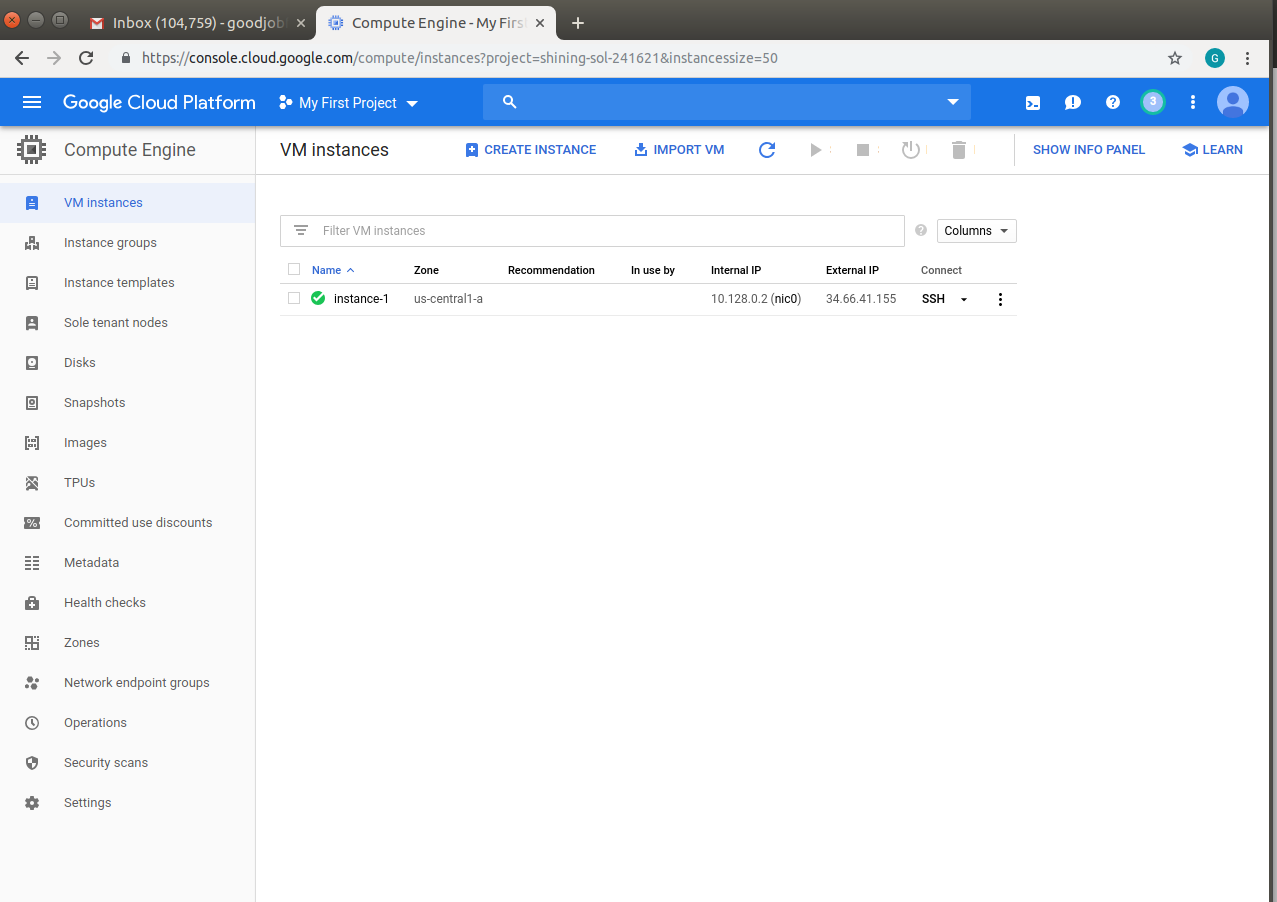 Inbox (104,759) - goodjob
Compute Engine - My First
https://console.cloud.google.com/compute/instances?project=shining-sol-241621&instancessize=50
G
Google Cloud Platform
My First Project
3
Compute Engine
VM instances
CREATE INSTANCE
IMPORT VM
SHOW INFO PANEL
LEARN
VM instances
Instance groups
Instance templates
Sole tenant nodes
Disks
Snapshots
Images
TPUs
Committed use discounts
Metadata
Health checks
Zones
Network endpoint groups
Operations
Security scans
Settings
Filter VM instances
Columns
Name Zone Recommendation In use by Internal IP External IP Connect
instance-1 us-central1-a 10.128.0.2 (nic0) 34.66.41.155 SSH